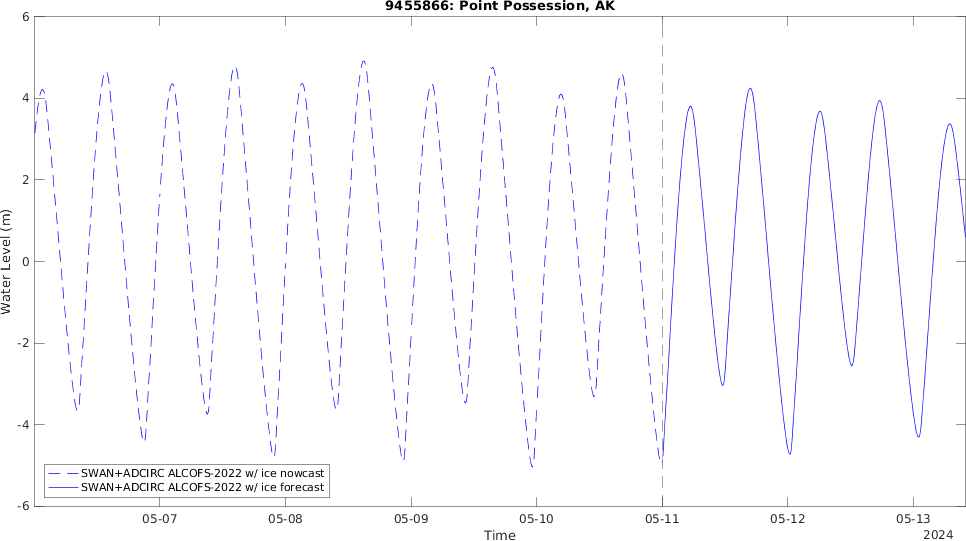 9455866: Point Possession, AK
6
4
2
0
-2
-4
-6
Water Level (m)
SWAN+ADCIRC ALCOFS-2022 w/ ice nowcast
SWAN+ADCIRC ALCOFS-2022 w/ ice forecast
05-07 05-08 05-09 05-10 05-11 05-12 05-13
Time
2024